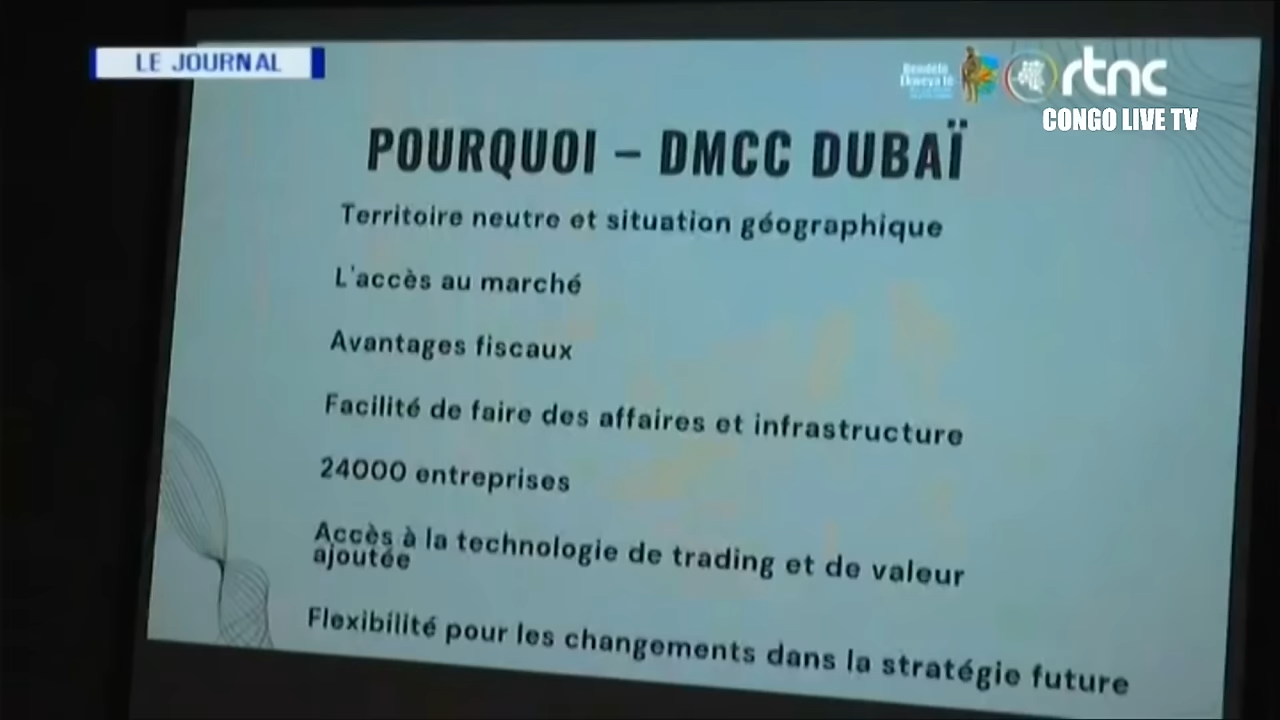 LE JOURNAL
rtnc
CONGO LIVE TV
POURQUOI – DMCC DUBAÏ
Territoire neutre et situation géographique
L'accès au marché
Avantages fiscaux
Facilité de faire des affaires et infrastructure
24000 entreprises
Accès à la technologie de trading et de valeur
ajoutée
Flexibilité pour les changements dans la stratégie future